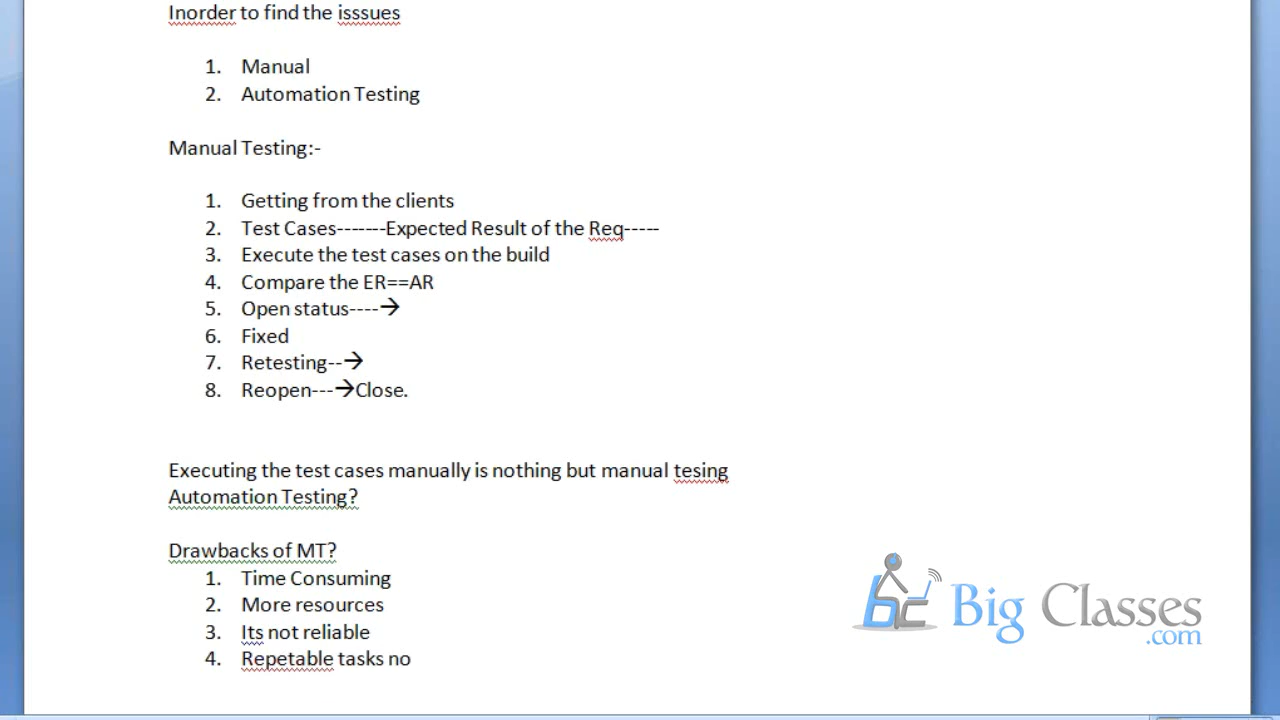 Inorder to find the isssues
1. Manual
2. Automation Testing
Manual Testing:-
1. Getting from the clients
2. Test Cases-------Expected Result of the Req-----
3. Execute the test cases on the build
4. Compare the ER==AR
5. Open status----→
6. Fixed
7. Retesting--→
8. Reopen---→Close.
Executing the test cases manually is nothing but manual tesing
Automation Testing?
Drawbacks of MT?
1. Time Consuming
2. More resources
3. Its not reliable
4. Repetable tasks no
bc Big Classes
.com